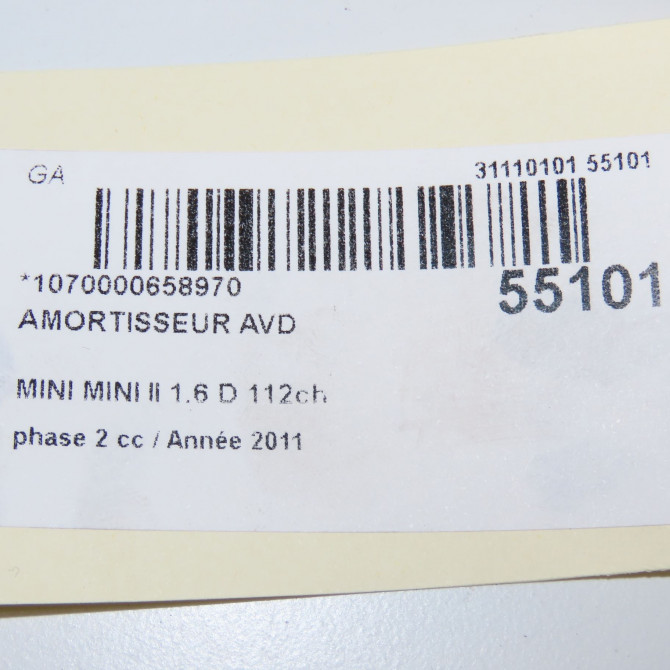 GA
31110101 55101
*1070000658970
55101
AMORTISSEUR AVD
MINI MINI II 1.6 D 112ch
phase 2 cc / Année 2011